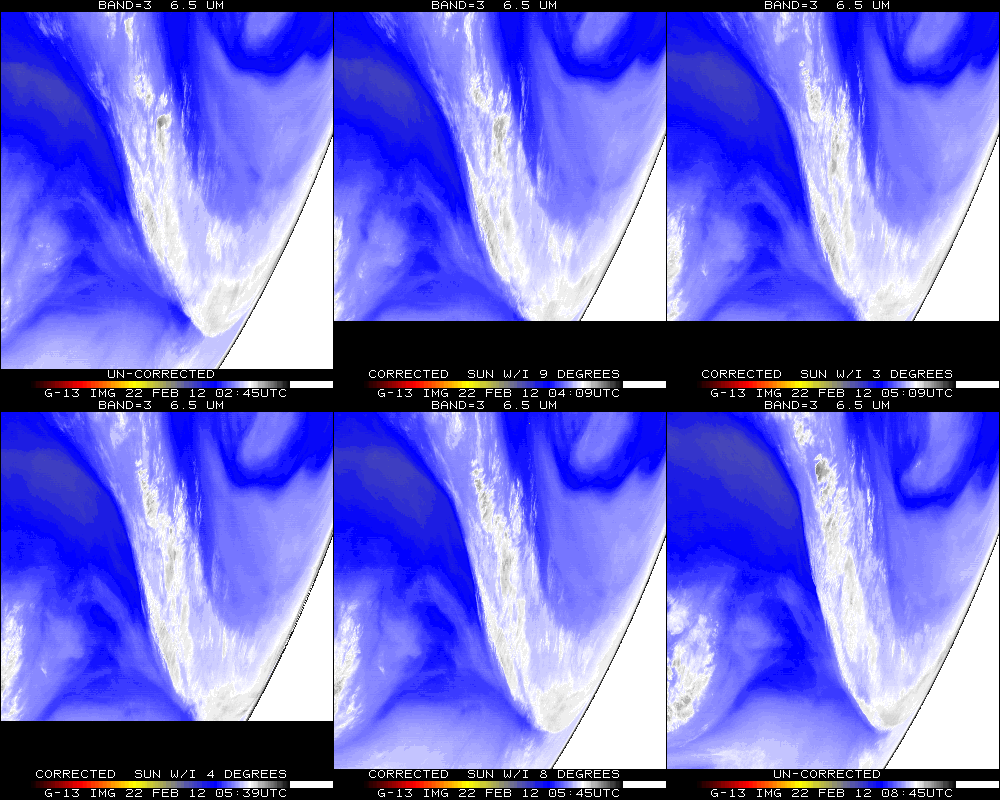 BAND=3 6.5 UM
BAND=3 6.5 UM
BAND=3 6.5 UM
UN-CORRECTED
G-13 IMG 22 FEB 12 02:45UTC
CORRECTED SUN W/I 9 DEGREES
G-13 IMG 22 FEB 12 04:09UTC
CORRECTED SUN W/I 3 DEGREES
G-13 IMG 22 FEB 12 05:09UTC
BAND=3 6.5 UM
BAND=3 6.5 UM
BAND=3 6.5 UM
CORRECTED SUN W/I 4 DEGREES
G-13 IMG 22 FEB 12 05:39UTC
CORRECTED SUN W/I 8 DEGREES
G-13 IMG 22 FEB 12 05:45UTC
UN-CORRECTED
G-13 IMG 22 FEB 12 08:45UTC